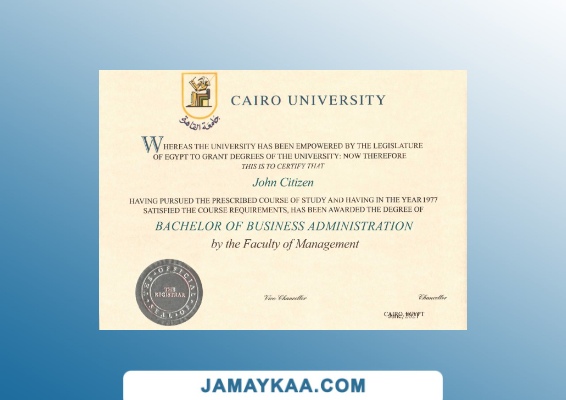 جامعة القاهرة
CAIRO UNIVERSITY
WHEREAS THE UNIVERSITY HAS BEEN EMPOWERED BY THE LEGISLATURE
OF EGYPT TO GRANT DEGREES OF THE UNIVERSITY: NOW THEREFORE
THIS IS TO CERTIFY THAT
John Citizen
HAVING PURSUED THE PRESCRIBED COURSE OF STUDY AND HAVING IN THE YEAR1977
SATISFIED THE COURSE REQUIREMENTS, HAS BEEN AWARDED THE DEGREE OF
BACHELOR OF BUSINESS ADMINISTRATION
by the Faculty of Management
OFFICIAL
THE
REGISTRAR
SEAL OF
Vice Chancellor
Chancellor
CAIRO, EGYPT
JAMAYKAA.COM